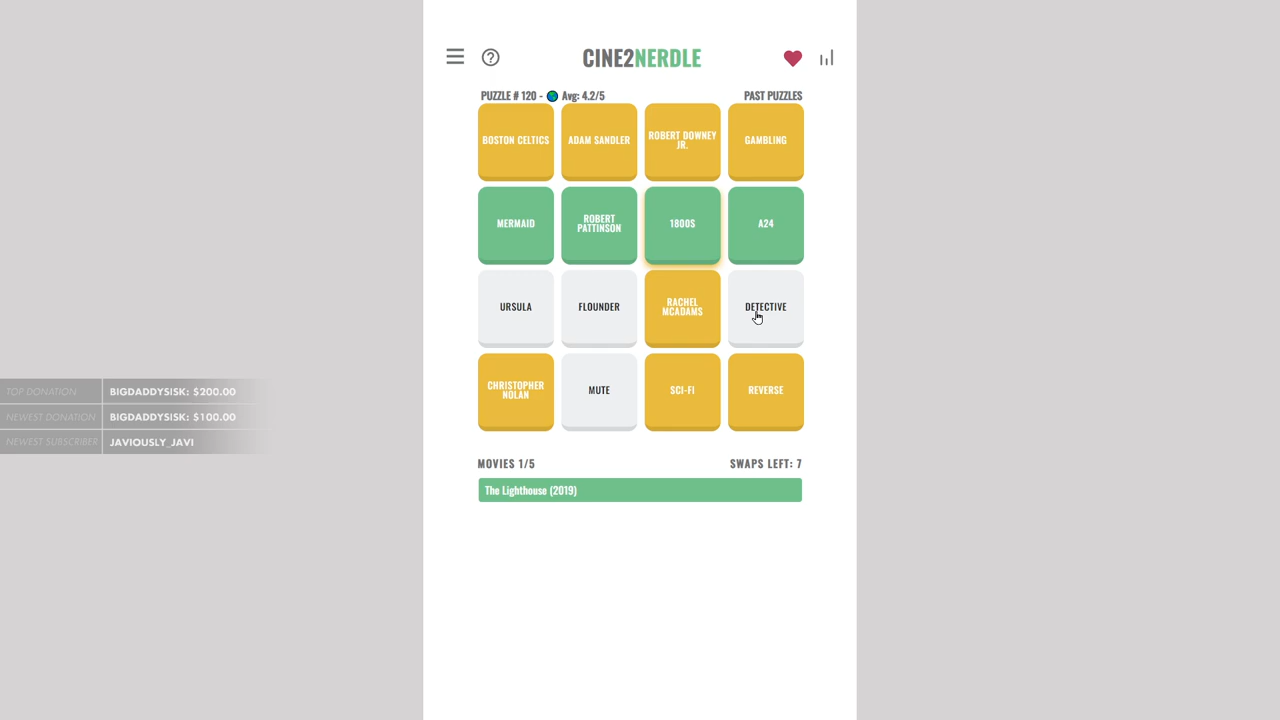 CINE2NERDLE
PUZZLE # 120 - Avg: 4.2/5
PAST PUZZLES
BOSTON CELTICS
ADAM SANDLER
ROBERT DOWNEY
JR.
GAMBLING
MERMAID
ROBERT
PATTINSON
1800S
A24
URSULA
FLOUNDER
RACHEL
MCADAMS
DETECTIVE
CHRISTOPHER
NOLAN
MUTE
SCI-FI
REVERSE
TOP DONATION BIGDADDYSISK: $200.00
NEWEST DONATION BIGDADDYSISK: $100.00
NEWEST SUBSCRIBER JAVIOUSLY_JAVI
MOVIES 1/5
SWAPS LEFT: 7
The Lighthouse (2019)